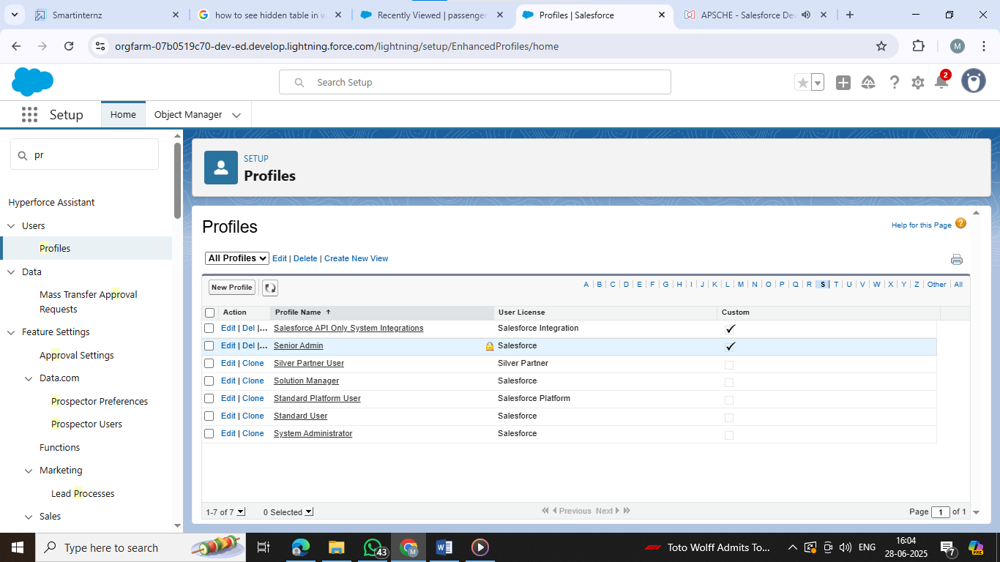 Smartinternz
how to see hidden table in w
Recently Viewed | passenger
Profiles | Salesforce
APSCHE - Salesforce De
orgfarm-07b0519c70-dev-ed.develop.lightning.force.com/lightning/setup/EnhancedProfiles/home
M
Search Setup
2
Setup
Home
Object Manager
pr
Hyperforce Assistant
Users
Profiles
Data
Mass Transfer Approval
Requests
Feature Settings
Approval Settings
Data.com
Prospector Preferences
Prospector Users
Functions
Marketing
Lead Processes
Sales
SETUP
Profiles
Profiles
Help for this Page ?
All Profiles Edit | Delete | Create New View
New Profile
A | B | C | D | E | F | G | H | I | J | K | L | M | N | O | P | Q | R | S | T | U | V | W | X | Y | Z | Other | All
Action Profile Name ↑ User License Custom
Edit | Del |... Salesforce API Only System Integrations Salesforce Integration ✓
Edit | Del |... Senior Admin Salesforce ✓
Edit | Clone Silver Partner User Silver Partner
Edit | Clone Solution Manager Salesforce
Edit | Clone Standard Platform User Salesforce Platform
Edit | Clone Standard User Salesforce
Edit | Clone System Administrator Salesforce
1-7 of 7 0 Selected Previous Next Page 1 of 1
Type here to search
43
M
Toto Wolff Admits To...
ENG
16:04
28-06-2025
7
PRE